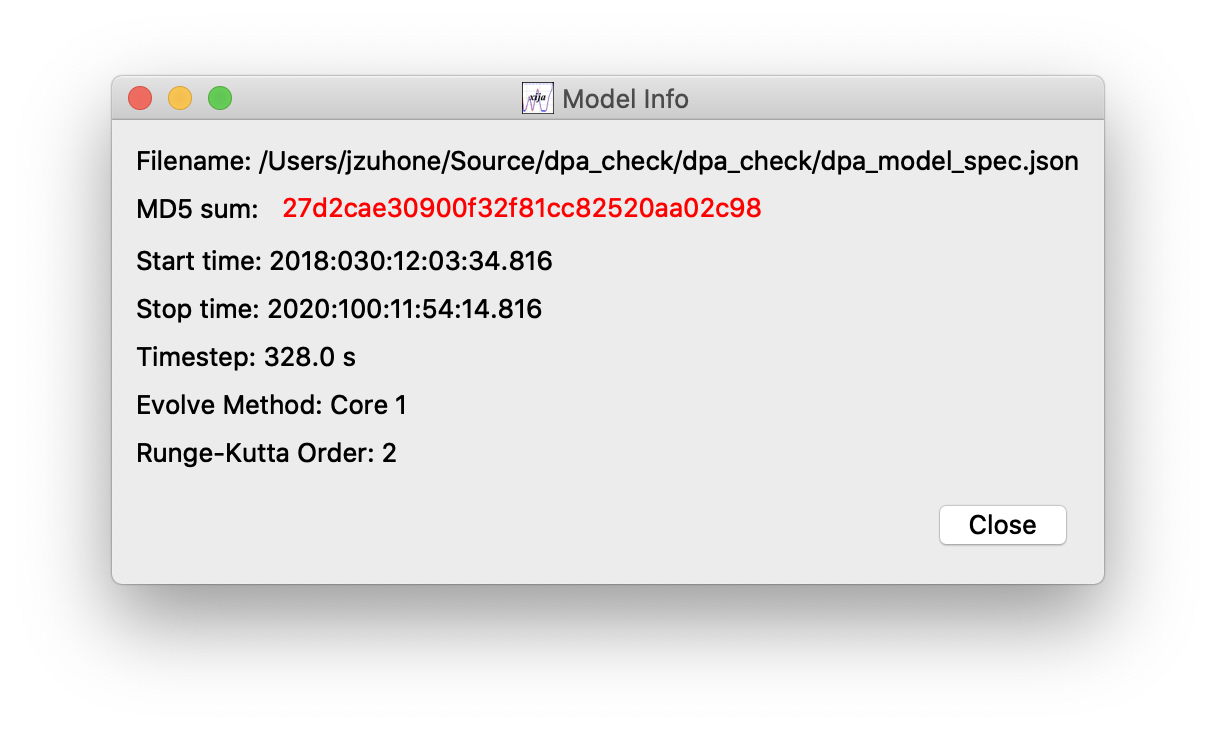 xija Model Info
Filename: /Users/jzuhone/Source/dpa_check/dpa_check/dpa_model_spec.json
MD5 sum: 27d2cae30900f32f81cc82520aa02c98
Start time: 2018:030:12:03:34.816
Stop time: 2020:100:11:54:14.816
Timestep: 328.0 s
Evolve Method: Core 1
Runge-Kutta Order: 2
Close